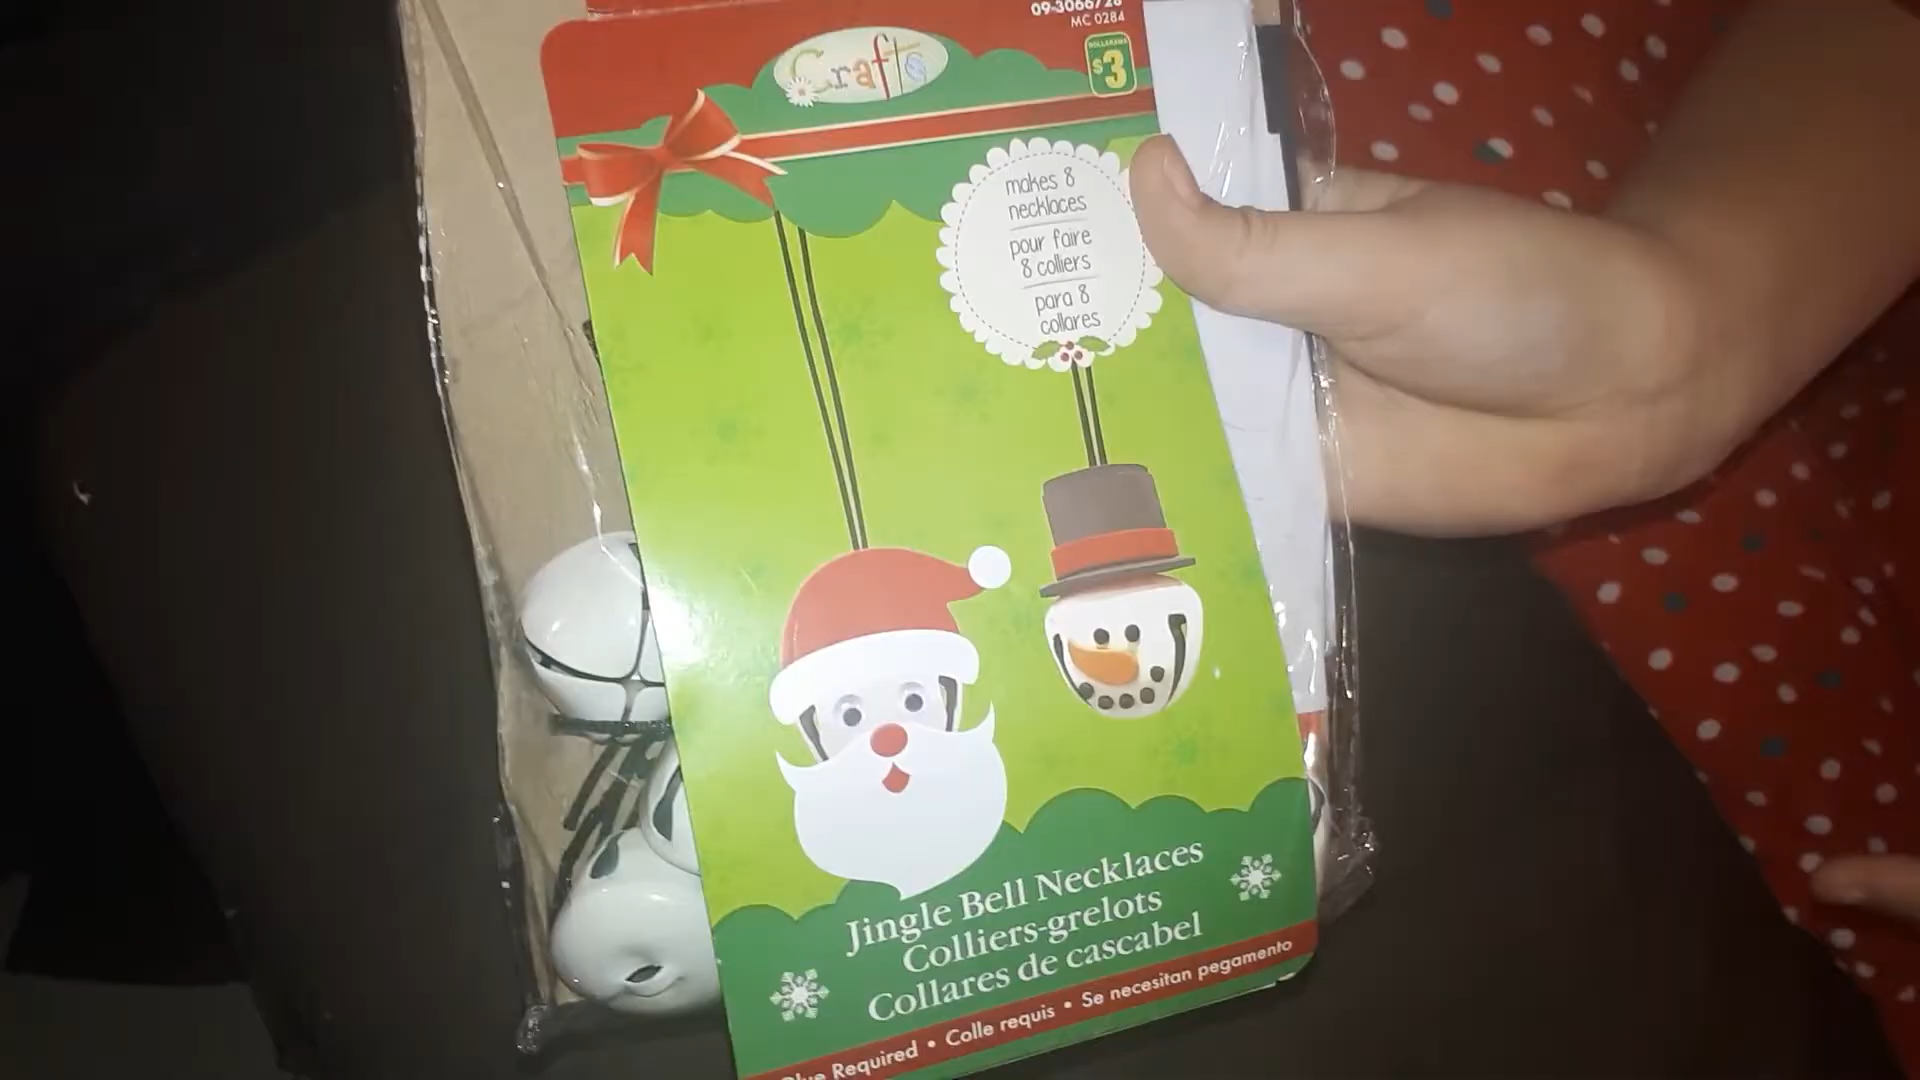 09-3066728
MC 0284
Crafts
DOLLARAMA
$3
makes 8
necklaces
pour faire
8 colliers
para 8
collares
Jingle Bell Necklaces
Colliers-grelots
Collares de cascabel
Glue Required • Colle requis • Se necesitan pegamento